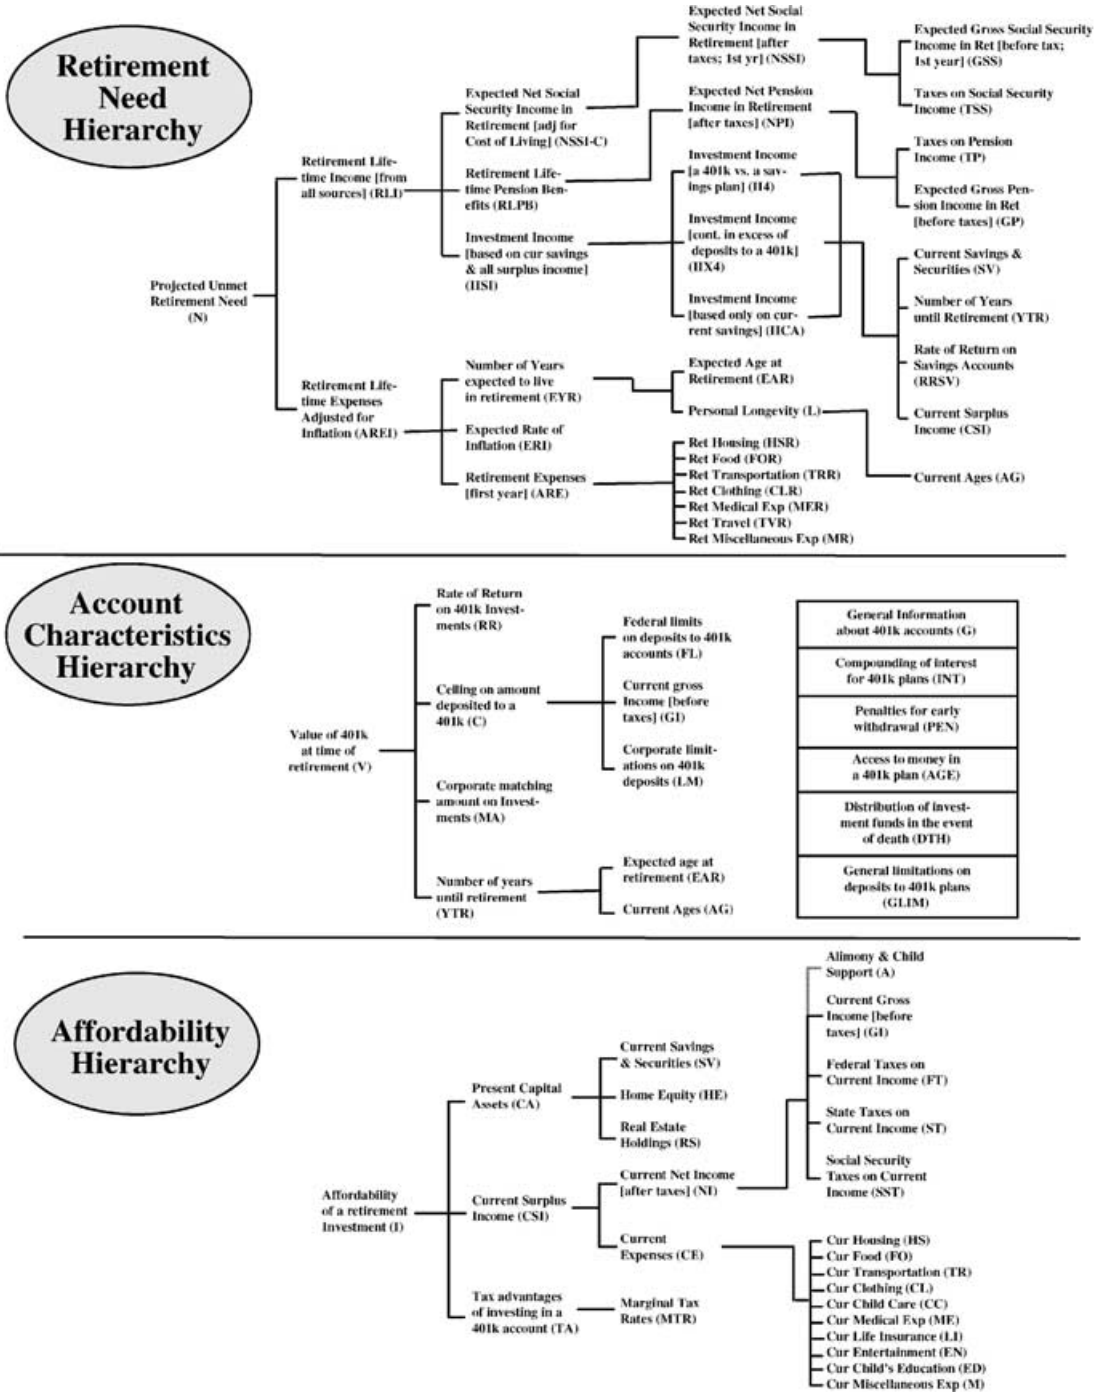 Retirement
Need
Hierarchy
Projected Unmet
Retirement Need
(N)
Retirement Life-
time Income [from
all sources] (RLI)
Retirement Life-
time Expenses
Adjusted for
Inflation (AREI)
Expected Net Social
Security Income in
Retirement [adj for
Cost of Living] (NSSI-C)
Retirement Life-
time Pension Ben-
efits (RLPB)
Investment Income
[based on cur savings
& all surplus income]
(IISI)
Number of Years
expected to live
in retirement (EYR)
Expected Rate of
Inflation (ERI)
Retirement Expenses
[first year] (ARE)
Expected Net Social
Security Income in
Retirement [after
taxes; 1st yr] (NSSI)
Expected Net Pension
Income in Retirement
[after taxes] (NPI)
Investment Income
[a 401k vs. a sav-
ings plan] (II4)
Investment Income
[cont. in excess of
deposits to a 401k]
(IIX4)
Investment Income
[based only on cur-
rent savings] (IICA)
Expected Age at
Retirement (EAR)
Personal Longevity (L)
Ret Housing (HSR)
Ret Food (FOR)
Ret Transportation (TRR)
Ret Clothing (CLR)
Ret Medical Exp (MER)
Ret Travel (TVR)
Ret Miscellaneous Exp (MR)
Expected Gross Social Security
Income in Ret [before tax;
1st year] (GSS)
Taxes on Social Security
Income (TSS)
Taxes on Pension
Income (TP)
Expected Gross Pen-
sion Income in Ret
[before taxes] (GP)
Current Savings &
Securities (SV)
Number of Years
until Retirement (YTR)
Rate of Return on
Savings Accounts
(RRSV)
Current Surplus
Income (CSI)
Current Ages (AG)
Account
Characteristics
Hierarchy
Value of 401k
at time of
retirement (V)
Rate of Return
on 401k Invest-
ments (RR)
Ceiling on amount
deposited to a
401k (C)
Corporate matching
amount on Invest-
ments (MA)
Number of years
until retirement
(YTR)
Federal limits
on deposits to 401k
accounts (FL)
Current gross
Income [before
taxes] (GI)
Corporate limit-
ations on 401k
deposits (LM)
Expected age at
retirement (EAR)
Current Ages (AG)
General Information
about 401k accounts (G)
Compounding of interest
for 401k plans (INT)
Penalties for early
withdrawal (PEN)
Access to money in
a 401k plan (AGE)
Distribution of invest-
ment funds in the event
of death (DTH)
General limitations on
deposits to 401k plans
(GLIM)
Affordability
Hierarchy
Affordability
of a retirement
Investment (I)
Present Capital
Assets (CA)
Current Surplus
Income (CSI)
Tax advantages
of investing in a
401k account (TA)
Current Savings
& Securities (SV)
Home Equity (HE)
Real Estate
Holdings (RS)
Current Net Income
[after taxes] (NI)
Current
Expenses (CE)
Marginal Tax
Rates (MTR)
Alimony & Child
Support (A)
Current Gross
Income [before
taxes] (GI)
Federal Taxes on
Current Income (FT)
State Taxes on
Current Income (ST)
Social Security
Taxes on Current
Income (SST)
Cur Housing (HS)
Cur Food (FO)
Cur Transportation (TR)
Cur Clothing (CL)
Cur Child Care (CC)
Cur Medical Exp (ME)
Cur Life Insurance (LI)
Cur Entertainment (EN)
Cur Child's Education (ED)
Cur Miscellaneous Exp (M)